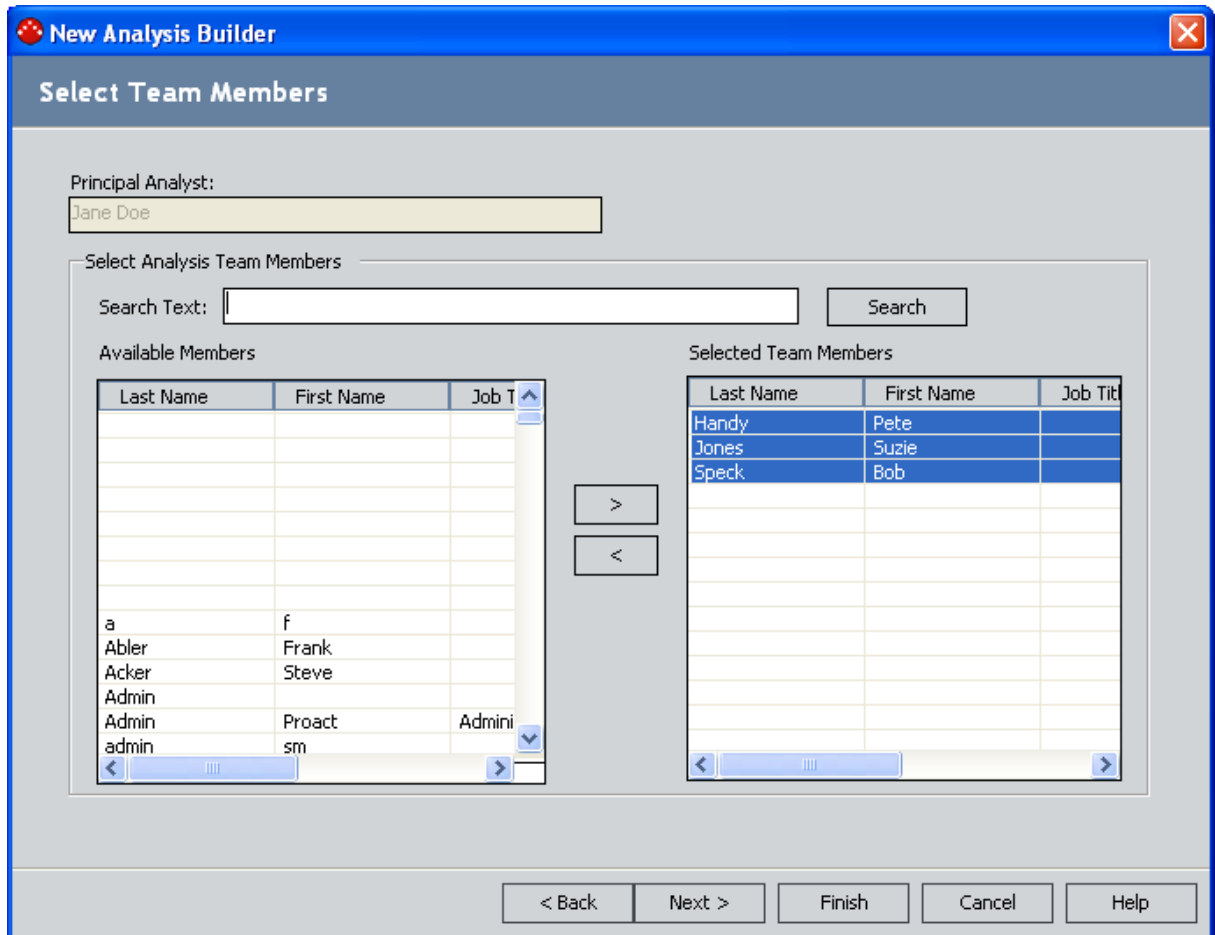 New Analysis Builder
Select Team Members
Principal Analyst:
Jane Doe
Select Analysis Team Members
Search Text:
Search
Available Members
Selected Team Members
Last Name First Name Job T
Last Name First Name Job Titl
Handy Pete
Jones Suzie
Speck Bob
>
<
a f
Abler Frank
Acker Steve
Admin
Admin Proact Admini
admin sm
< Back Next > Finish Cancel Help